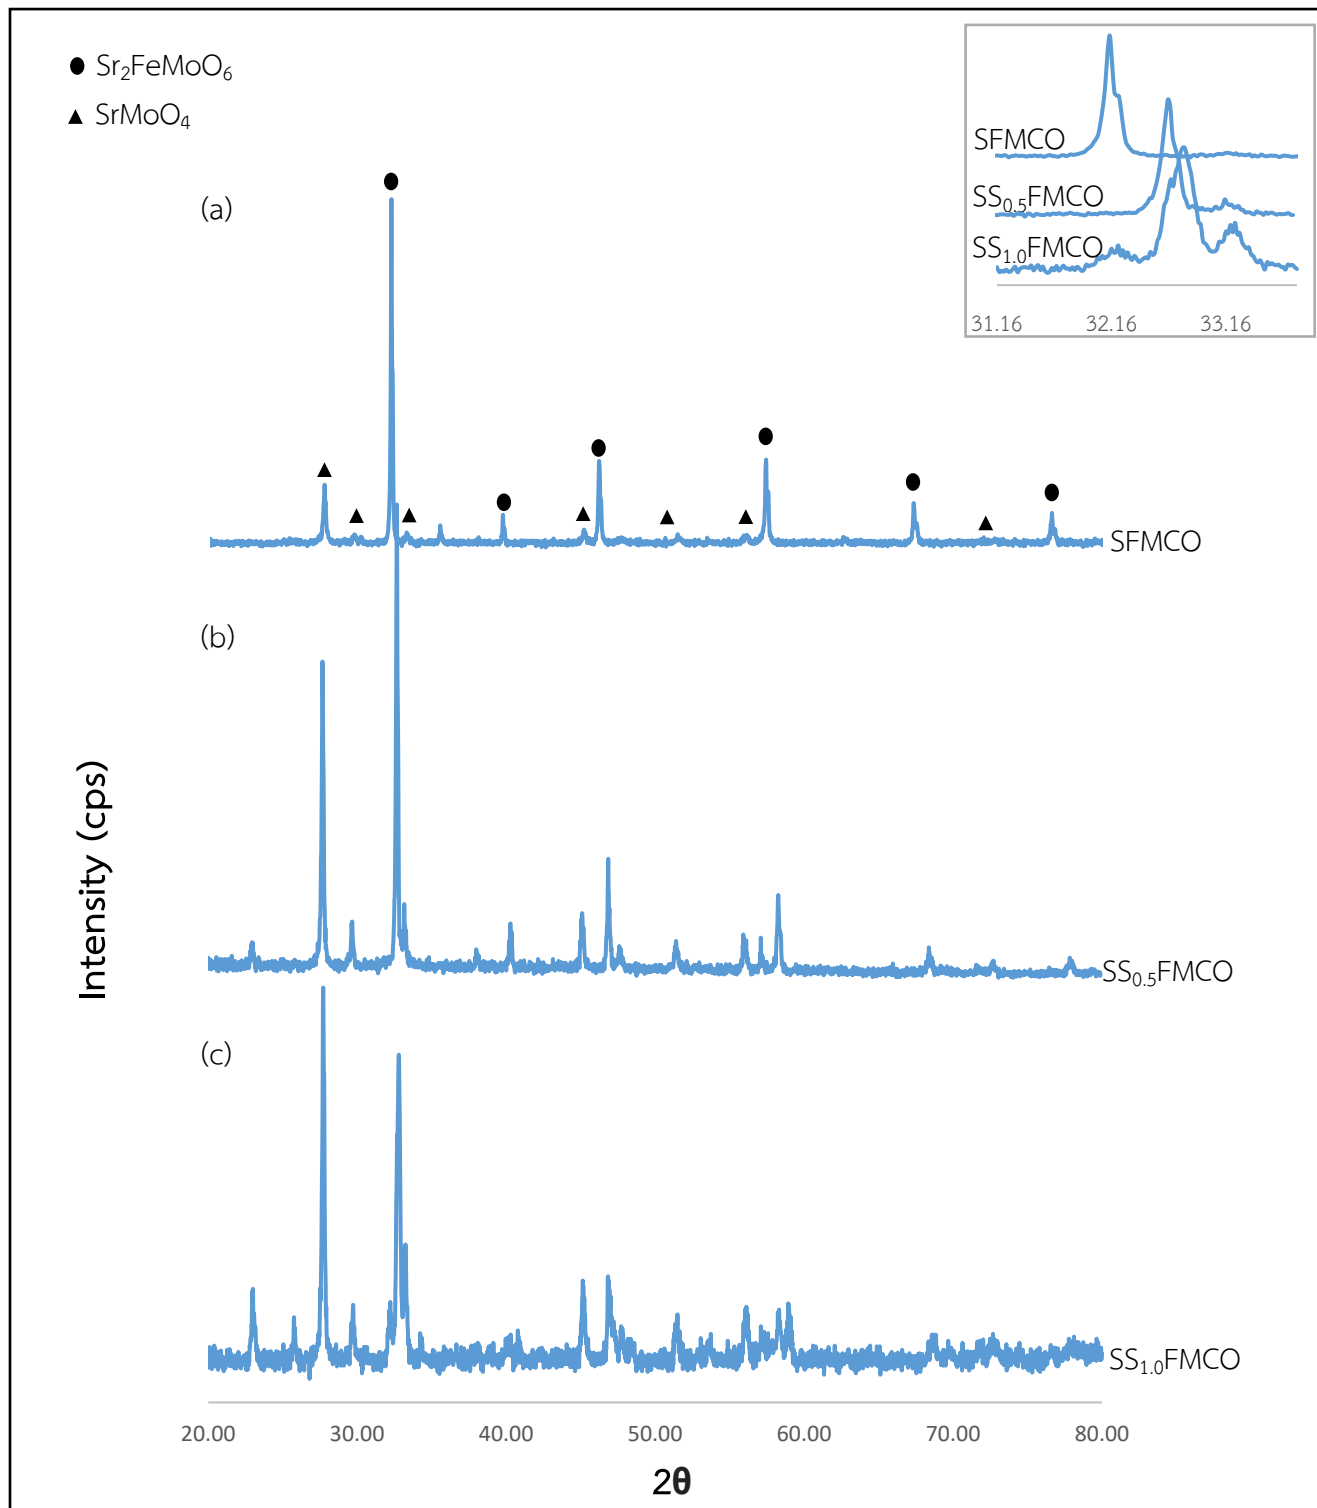 ● Sr₂FeMoO₆
▲ SrMoO₄
SFMCO
SS₀.₅FMCO
SS₁.₀FMCO
31.16 32.16 33.16
(a)
SFMCO
(b)
Intensity (cps)
SS₀.₅FMCO
(c)
SS₁.₀FMCO
20.00 30.00 40.00 50.00 60.00 70.00 80.00
2θ